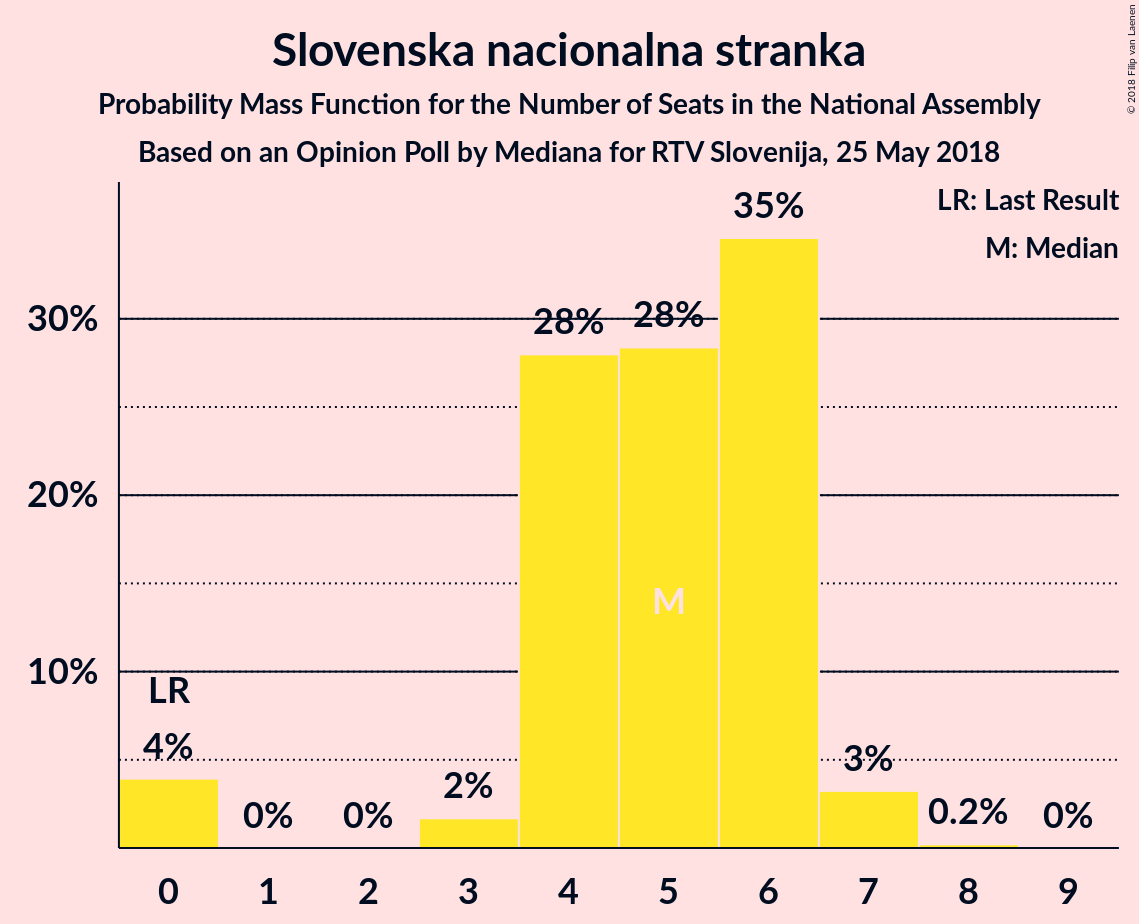 Slovenska nacionalna stranka
Probability Mass Function for the Number of Seats in the National Assembly
Based on an Opinion Poll by Mediana for RTV Slovenija, 25 May 2018
© 2018 Filip van Laenen
LR: Last Result
M: Median
35%
30%
28%
28%
20%
M
10%
LR
4%
0%
0%
2%
3%
0.2%
0%
0 1 2 3 4 5 6 7 8 9